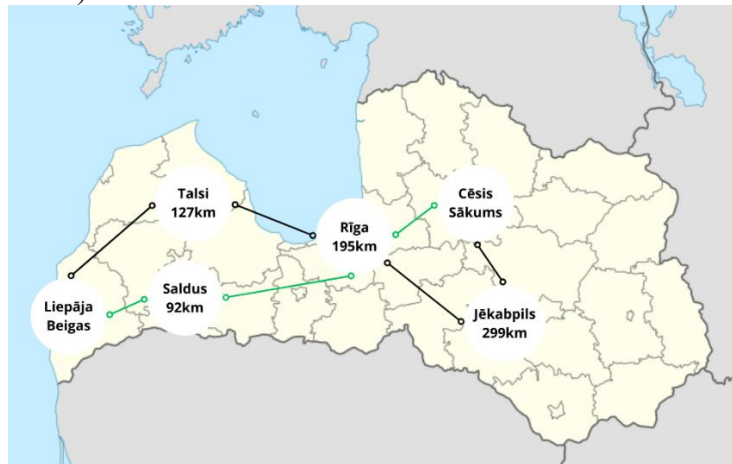 )
Talsi
127km
Cēsis
Sākums
Rīga
195km
Saldus
92km
Liepāja
Beigas
Jēkabpils
299km